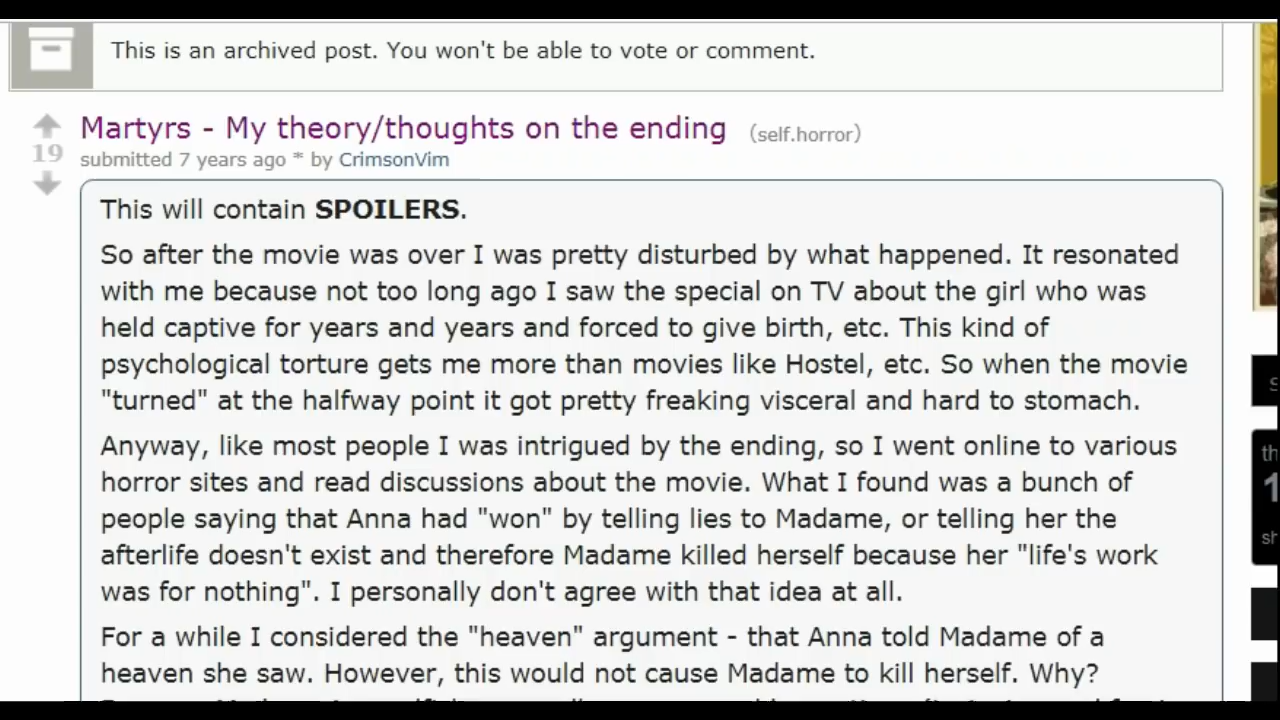 This is an archived post. You won't be able to vote or comment.
Martyrs - My theory/thoughts on the ending (self.horror)
19
submitted 7 years ago * by CrimsonVim
This will contain SPOILERS.
So after the movie was over I was pretty disturbed by what happened. It resonated
with me because not too long ago I saw the special on TV about the girl who was
held captive for years and years and forced to give birth, etc. This kind of
psychological torture gets me more than movies like Hostel, etc. So when the movie
"turned" at the halfway point it got pretty freaking visceral and hard to stomach.
Anyway, like most people I was intrigued by the ending, so I went online to various
horror sites and read discussions about the movie. What I found was a bunch of
people saying that Anna had "won" by telling lies to Madame, or telling her the
afterlife doesn't exist and therefore Madame killed herself because her "life's work
was for nothing". I personally don't agree with that idea at all.
For a while I considered the "heaven" argument - that Anna told Madame of a
heaven she saw. However, this would not cause Madame to kill herself. Why?